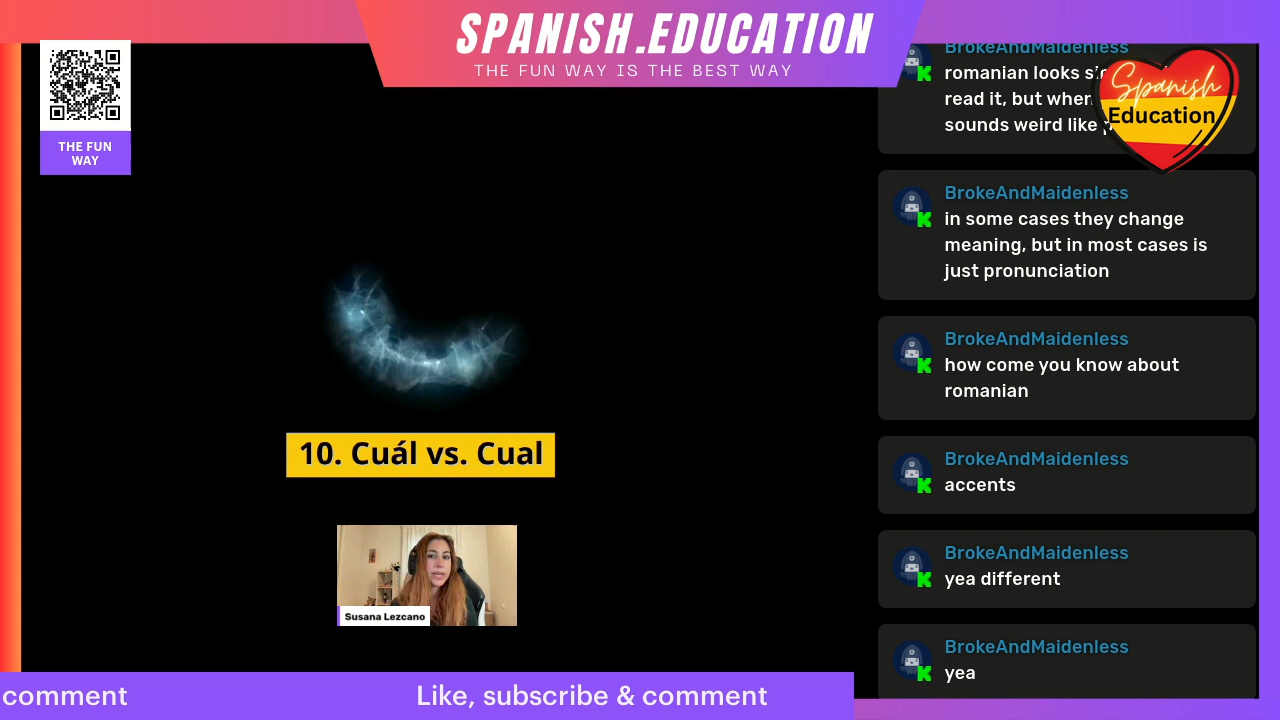 SPANISH.EDUCATION
THE FUN WAY IS THE BEST WAY
THE FUN
WAY
10. Cuál vs. Cual
Susana Lezcano
comment
Like, subscribe & comment
Spanish
Education
BrokeAndMaidenless
romanian looks
read it, but when
sounds weird like
BrokeAndMaidenless
in some cases they change
meaning, but in most cases is
just pronunciation
BrokeAndMaidenless
how come you know about
romanian
BrokeAndMaidenless
accents
BrokeAndMaidenless
yea different
BrokeAndMaidenless
yea